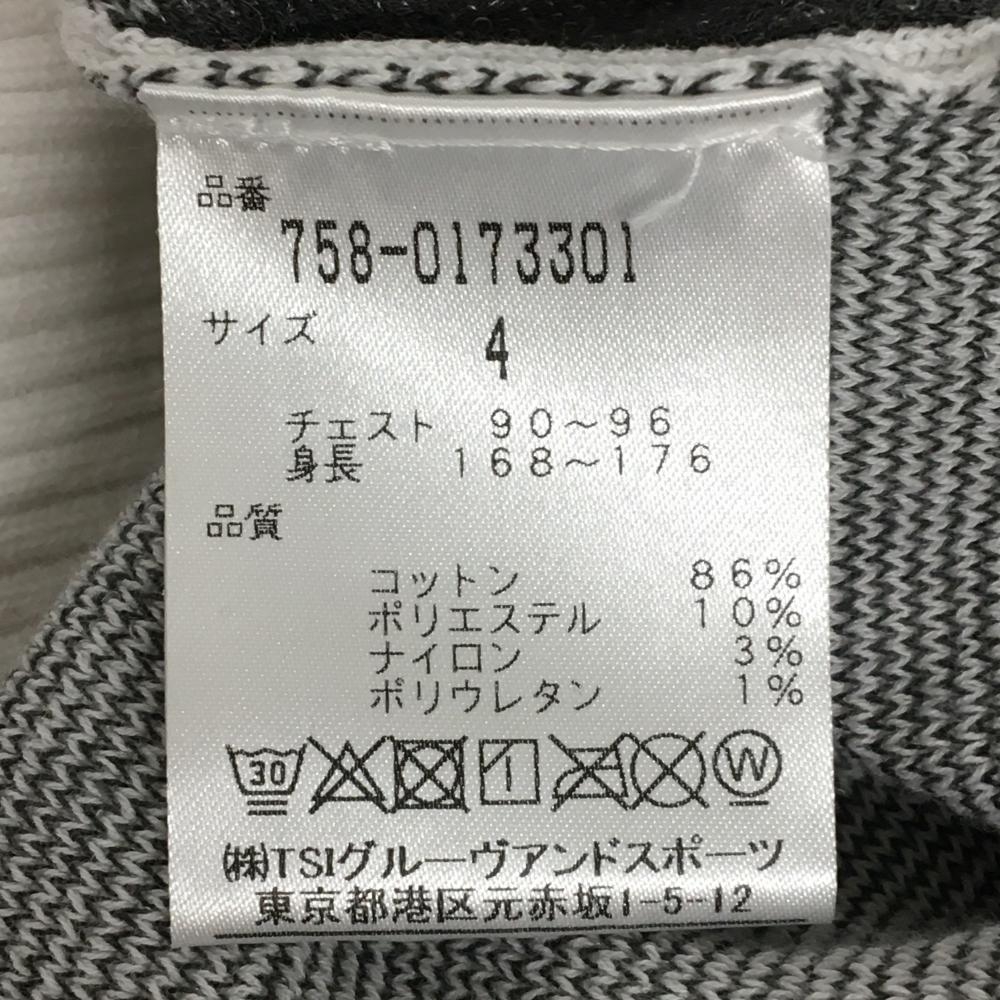 品番
758-0173301
サイズ 4
チェスト 90～96
身長 168～176
品質
コットン 86%
ポリエステル 10%
ナイロン 3%
ポリウレタン 1%
30 W
㈱TSIグルーヴアンドスポーツ
東京都港区元赤坂1-5-12